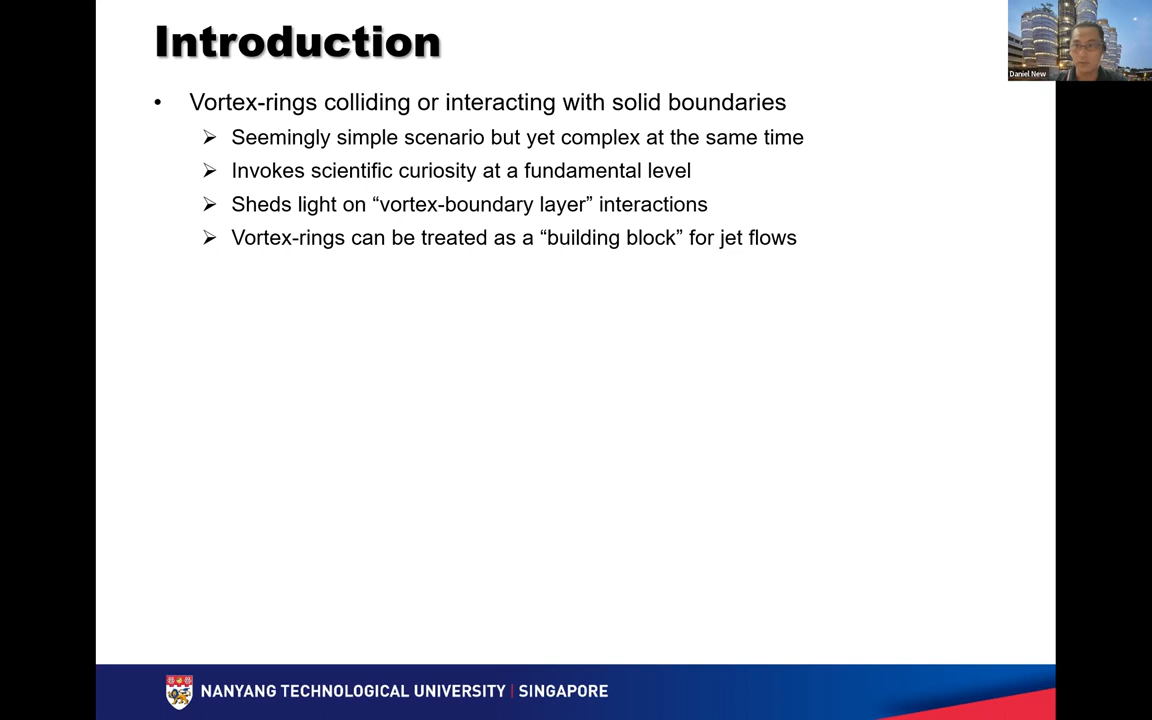 Introduction
Daniel New
• Vortex-rings colliding or interacting with solid boundaries
➢ Seemingly simple scenario but yet complex at the same time
➢ Invokes scientific curiosity at a fundamental level
➢ Sheds light on “vortex-boundary layer” interactions
➢ Vortex-rings can be treated as a “building block” for jet flows
NANYANG TECHNOLOGICAL UNIVERSITY | SINGAPORE